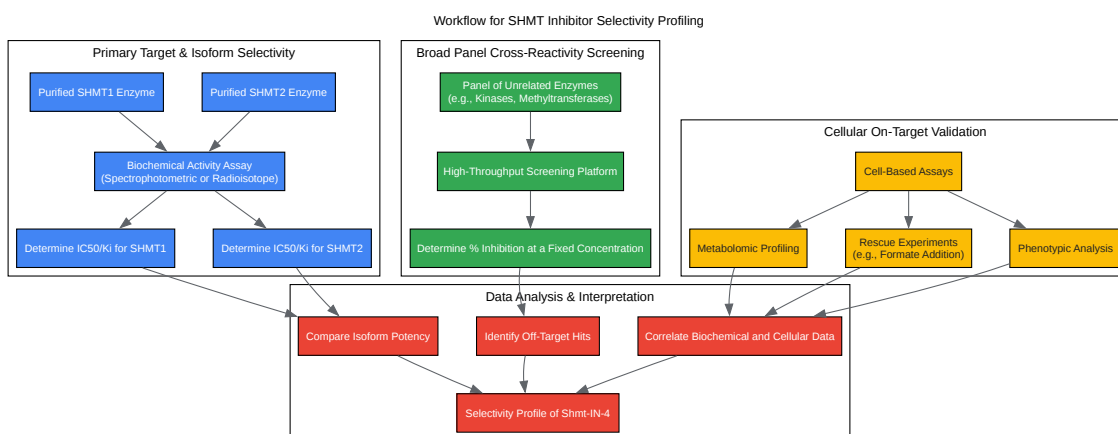 Workflow for SHMT Inhibitor Selectivity Profiling
Primary Target & Isoform Selectivity
Purified SHMT1 Enzyme
Purified SHMT2 Enzyme
Biochemical Activity Assay
(Spectrophotometric or Radioisotope)
Determine IC50/Ki for SHMT1
Determine IC50/Ki for SHMT2
Broad Panel Cross-Reactivity Screening
Panel of Unrelated Enzymes
(e.g., Kinases, Methyltransferases)
High-Throughput Screening Platform
Determine % Inhibition at a Fixed Concentration
Cellular On-Target Validation
Cell-Based Assays
Metabolomic Profiling
Rescue Experiments
(e.g., Formate Addition)
Phenotypic Analysis
Data Analysis & Interpretation
Compare Isoform Potency
Identify Off-Target Hits
Correlate Biochemical and Cellular Data
Selectivity Profile of Shmt-IN-4